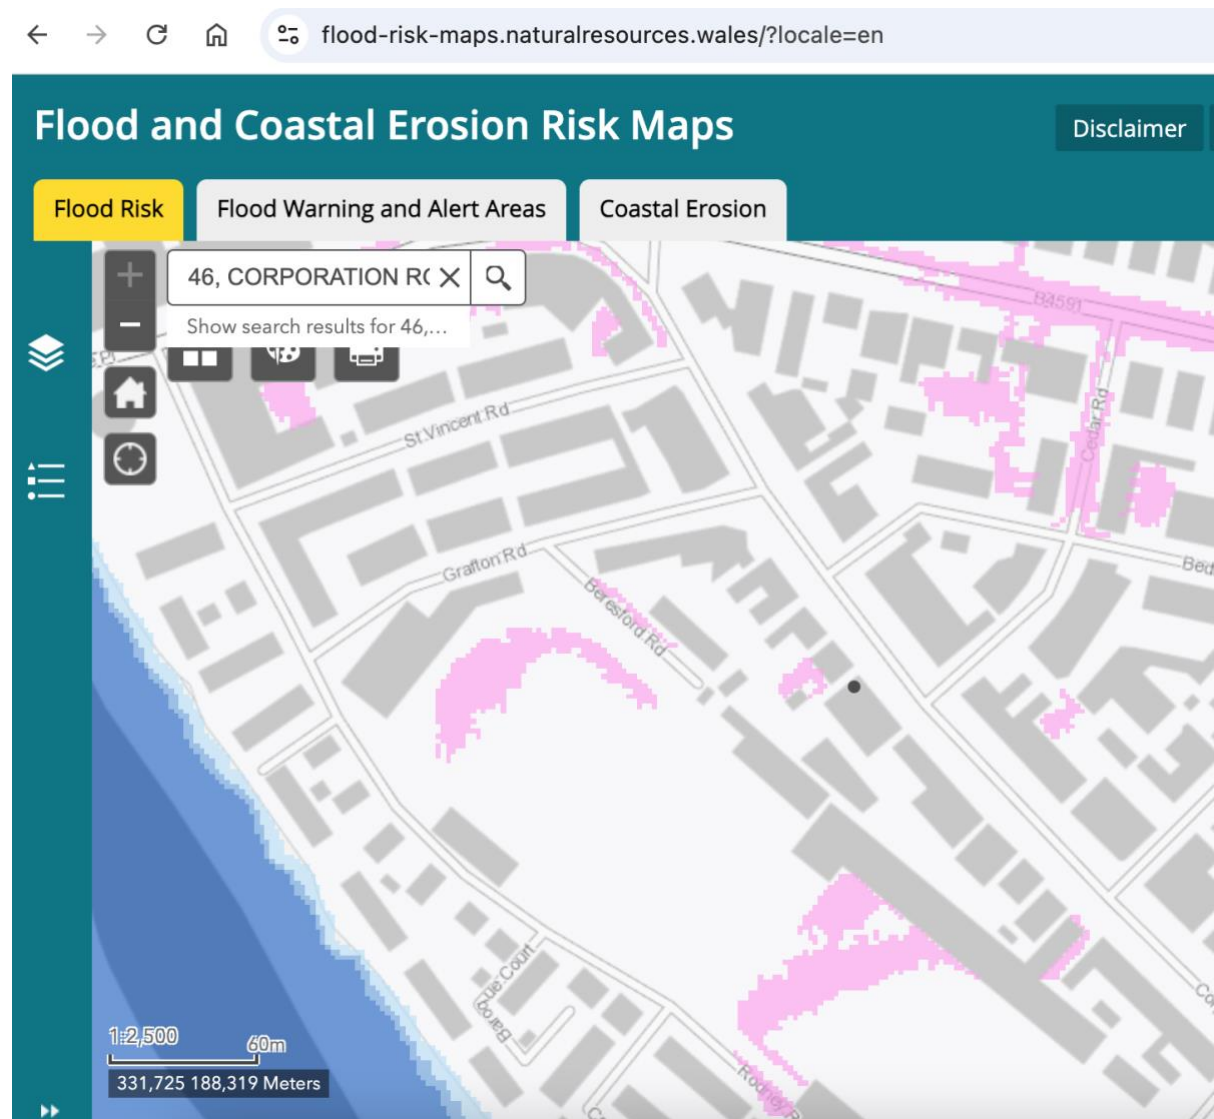 flood-risk-maps.naturalresources.wales/?locale=en
Flood and Coastal Erosion Risk Maps
Disclaimer
Flood Risk
Flood Warning and Alert Areas
Coastal Erosion
46, CORPORATION R
Show search results for 46,...
B4591
St Vincent Rd
Cedar Rd
Grafton Rd
Bed
Beresford Rd
Baroque Court
Rodney
Co
1:2,500
60m
331,725 188,319 Meters